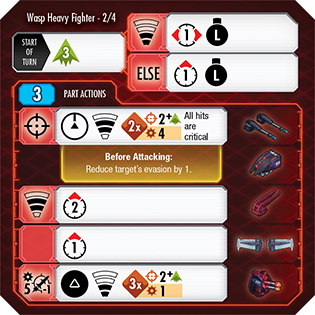 Wasp Heavy Fighter - 2/4
START
OF
TURN
3
1
L
ELSE
1
L
3 PART ACTIONS
2x
2+
4
All hits
are
critical
Before Attacking:
Reduce target's evasion by 1.
2
1
5 -1
3x
2+
1